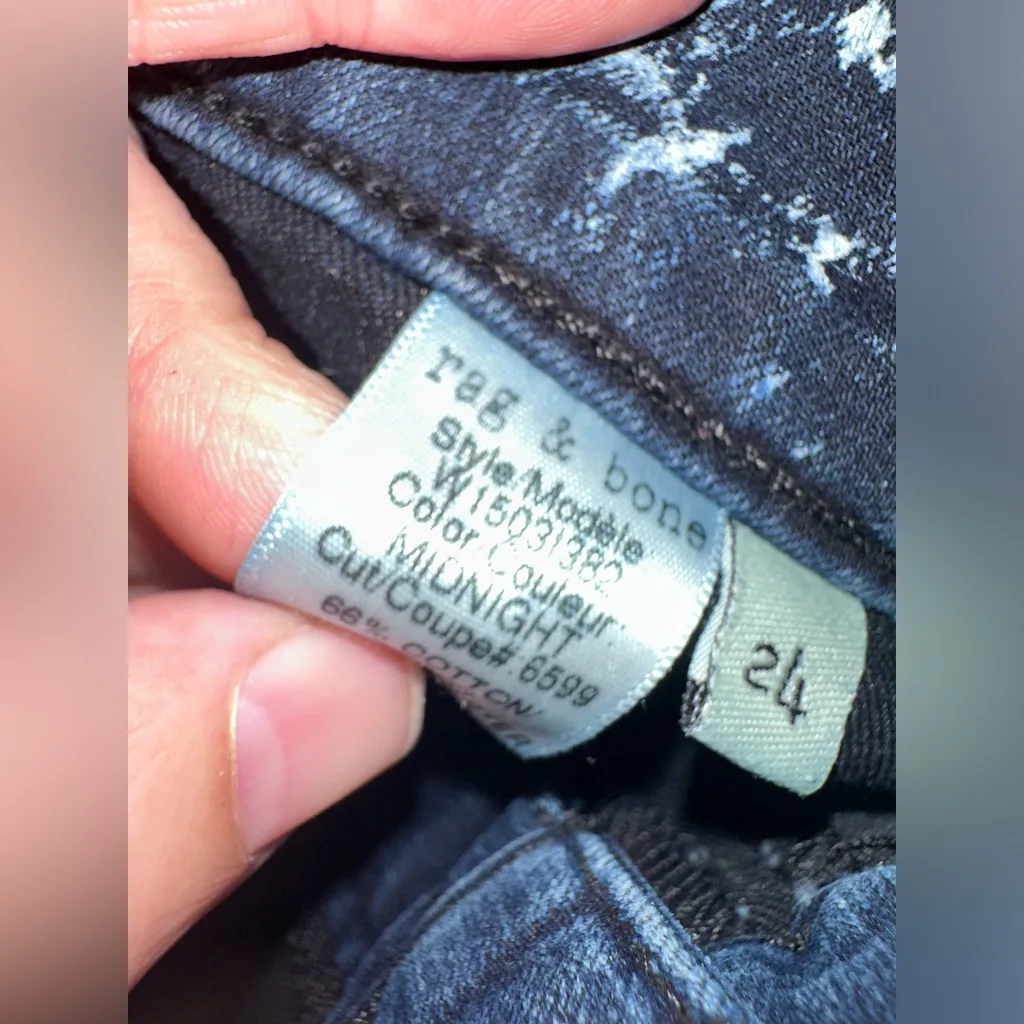 rag & bone
Style/Modèle
W15031382
Color/Couleur.
MIDNIGHT
Cut/Coupe#.6599
66% COTTON/
24